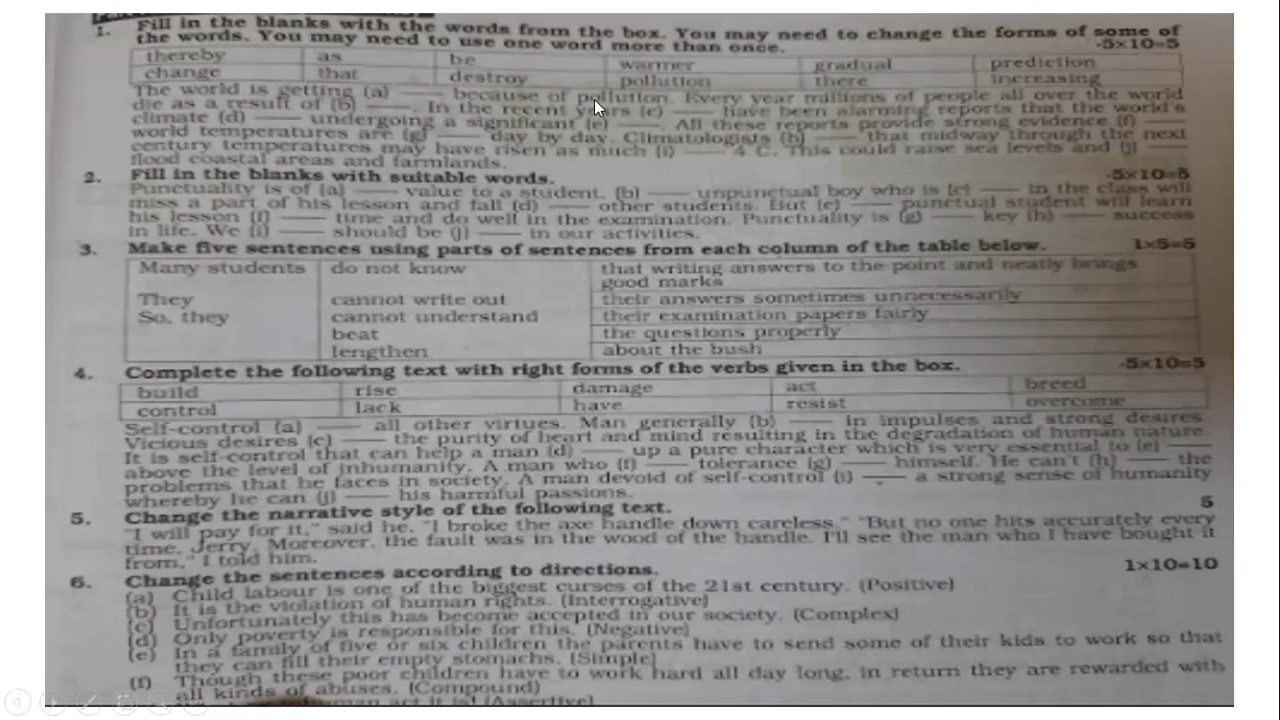 1. Fill in the blanks with the words from the box. You may need to change the forms of some of
the words. You may need to use one word more than once. .5×10=5
thereby as be warmer gradual prediction
change that destroy pollution there increasing
The world is getting (a) —— because of pollution. Every year millions of people all over the world
die as a result of (b) ——. In the recent years (c) —— have been alarming reports that the world's
climate (d) —— undergoing a significant (e) ——. All these reports provide strong evidence (f) ——
world temperatures are (g) —— day by day. Climatologists (h) —— that midway through the next
century temperatures may have risen as much (i) —— 4 C. This could raise sea levels and (j) ——
flood coastal areas and farmlands.
2. Fill in the blanks with suitable words. .5×10=5
Punctuality is of (a) —— value to a student. (b) —— unpunctual boy who is (c) —— in the class will
miss a part of his lesson and fall (d) —— other students. But (e) —— punctual student will learn
his lesson (f) —— time and do well in the examination. Punctuality is (g) —— key (h) —— success
in life. We (i) —— should be (j) —— in our activities.
3. Make five sentences using parts of sentences from each column of the table below. 1×5=5
Many students do not know that writing answers to the point and neatly brings
good marks
They cannot write out their answers sometimes unnecessarily
So, they cannot understand their examination papers fairly
beat the questions properly
lengthen about the bush
4. Complete the following text with right forms of the verbs given in the box. .5×10=5
build rise damage act breed
control lack have resist overcome
Self-control (a) —— all other virtues. Man generally (b) —— in impulses and strong desires.
Vicious desires (c) —— the purity of heart and mind resulting in the degradation of human nature.
It is self-control that can help a man (d) —— up a pure character which is very essential to (e) ——
above the level of inhumanity. A man who (f) —— tolerance (g) —— himself. He can't (h) —— the
problems that he faces in society. A man devoid of self-control (i) —— a strong sense of humanity
whereby he can (j) —— his harmful passions.
5. Change the narrative style of the following text. 5
"I will pay for it," said he. "I broke the axe handle down careless." "But no one hits accurately every
time, Jerry. Moreover, the fault was in the wood of the handle. I'll see the man who I have bought it
from," I told him.
6. Change the sentences according to directions. 1×10=10
(a) Child labour is one of the biggest curses of the 21st century. (Positive)
(b) It is the violation of human rights. (Interrogative)
(c) Unfortunately this has become accepted in our society. (Complex)
(d) Only poverty is responsible for this. (Negative)
(e) In a family of five or six children the parents have to send some of their kids to work so that
they can fill their empty stomachs. (Simple)
(f) Though these poor children have to work hard all day long, in return they are rewarded with
all kinds of abuses. (Compound)
act it is! (Assertive)